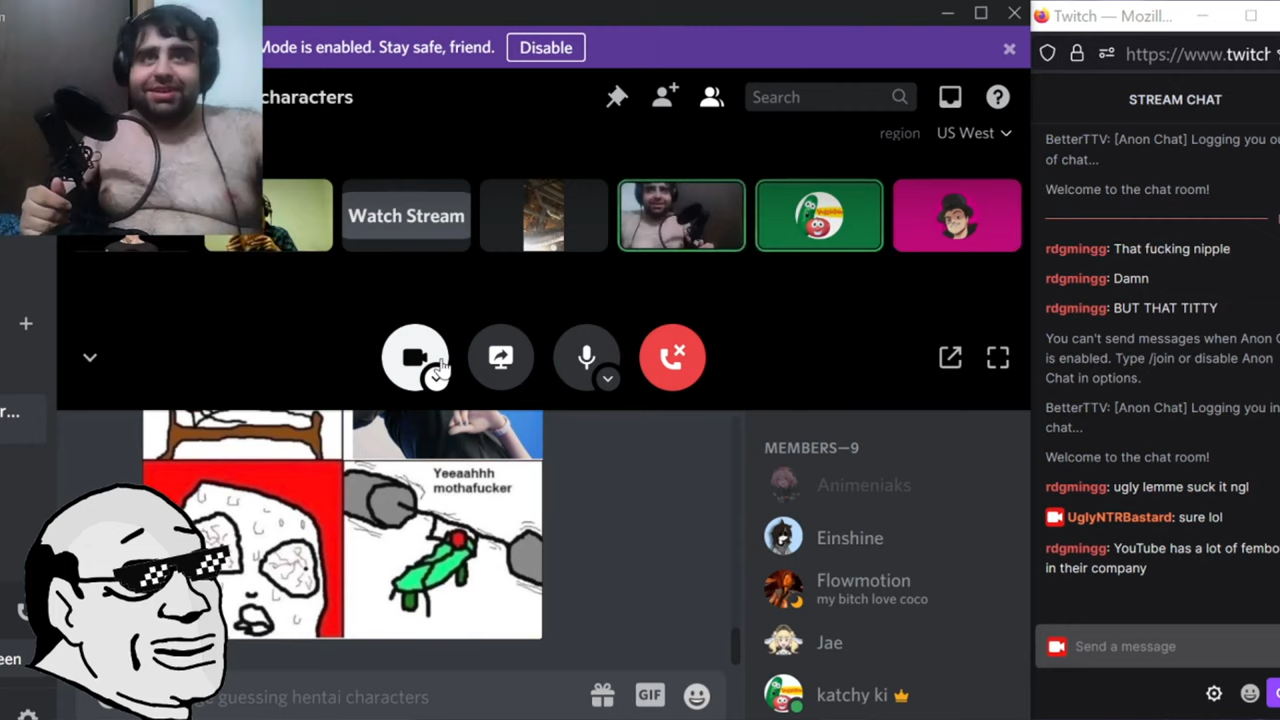 Mode is enabled. Stay safe, friend.
Disable
characters
Search
region
US West
Watch Stream
Yeeaahhh
mothafucker
guessing hentai characters
GIF
MEMBERS—9
Animeniaks
Einshine
Flowmotion
my bitch love coco
Jae
katchy ki
Twitch — Mozill...
https://www.twitch
STREAM CHAT
BetterTTV: [Anon Chat] Logging you
of chat...
Welcome to the chat room!
rdgmingg: That fucking nipple
rdgmingg: Damn
rdgmingg: BUT THAT TITTY
You can't send messages when Anon
is enabled. Type /join or disable Anon
Chat in options.
BetterTTV: [Anon Chat] Logging you in
chat...
Welcome to the chat room!
rdgmingg: ugly lemme suck it ngl
UglyNTRBastard: sure lol
rdgmingg: YouTube has a lot of fembo
in their company
Send a message